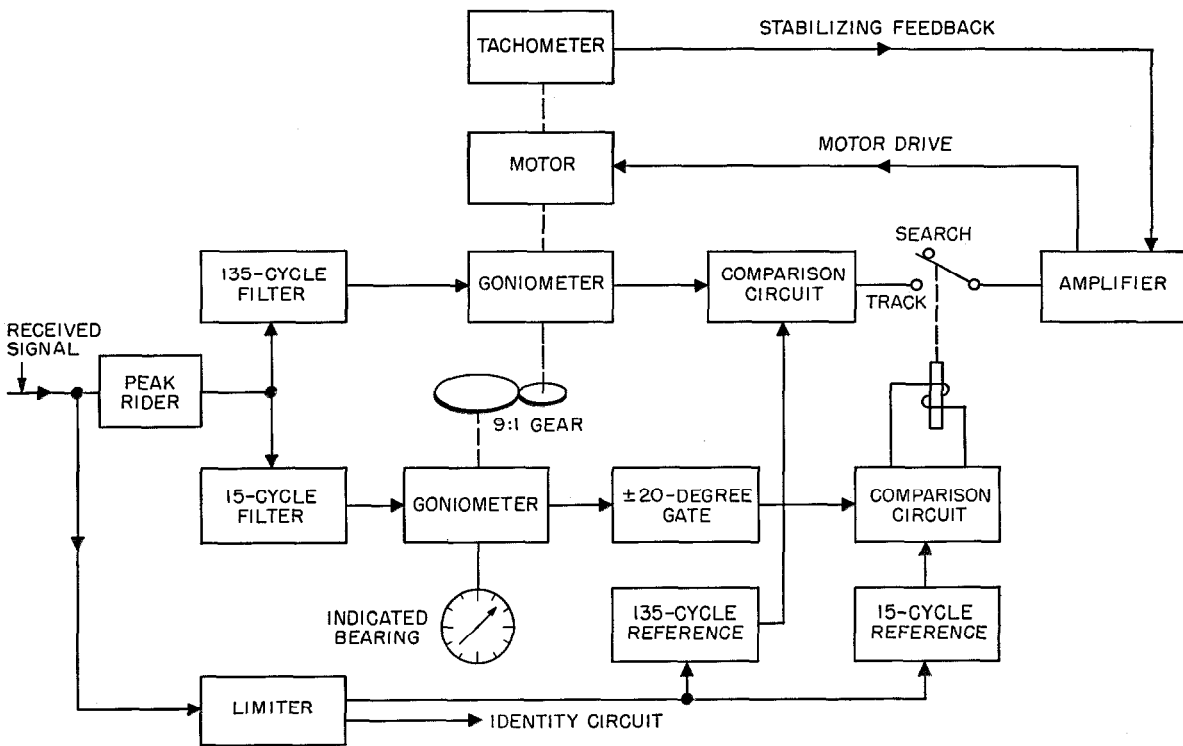 TACHOMETER
STABILIZING FEEDBACK
MOTOR
MOTOR DRIVE
135-CYCLE
FILTER
GONIOMETER
COMPARISON
CIRCUIT
SEARCH
TRACK
AMPLIFIER
RECEIVED
SIGNAL
PEAK
RIDER
9:1 GEAR
15-CYCLE
FILTER
GONIOMETER
±20-DEGREE
GATE
COMPARISON
CIRCUIT
INDICATED
BEARING
135-CYCLE
REFERENCE
15-CYCLE
REFERENCE
LIMITER
IDENTITY CIRCUIT